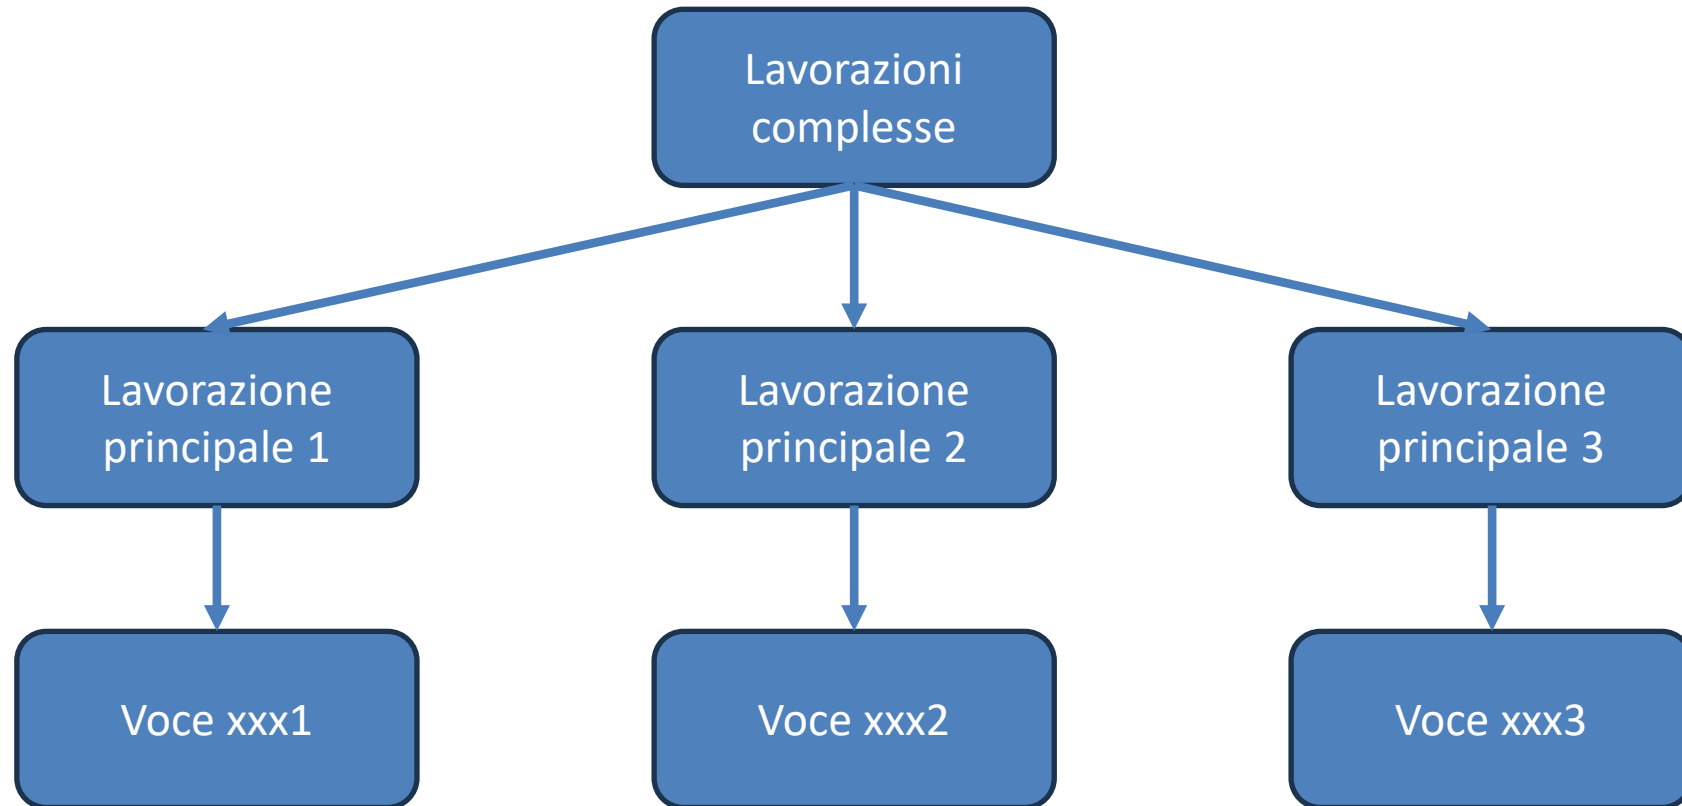 Lavorazioni
complesse
Lavorazione
principale 1
Lavorazione
principale 2
Lavorazione
principale 3
Voce xxx1
Voce xxx2
Voce xxx3